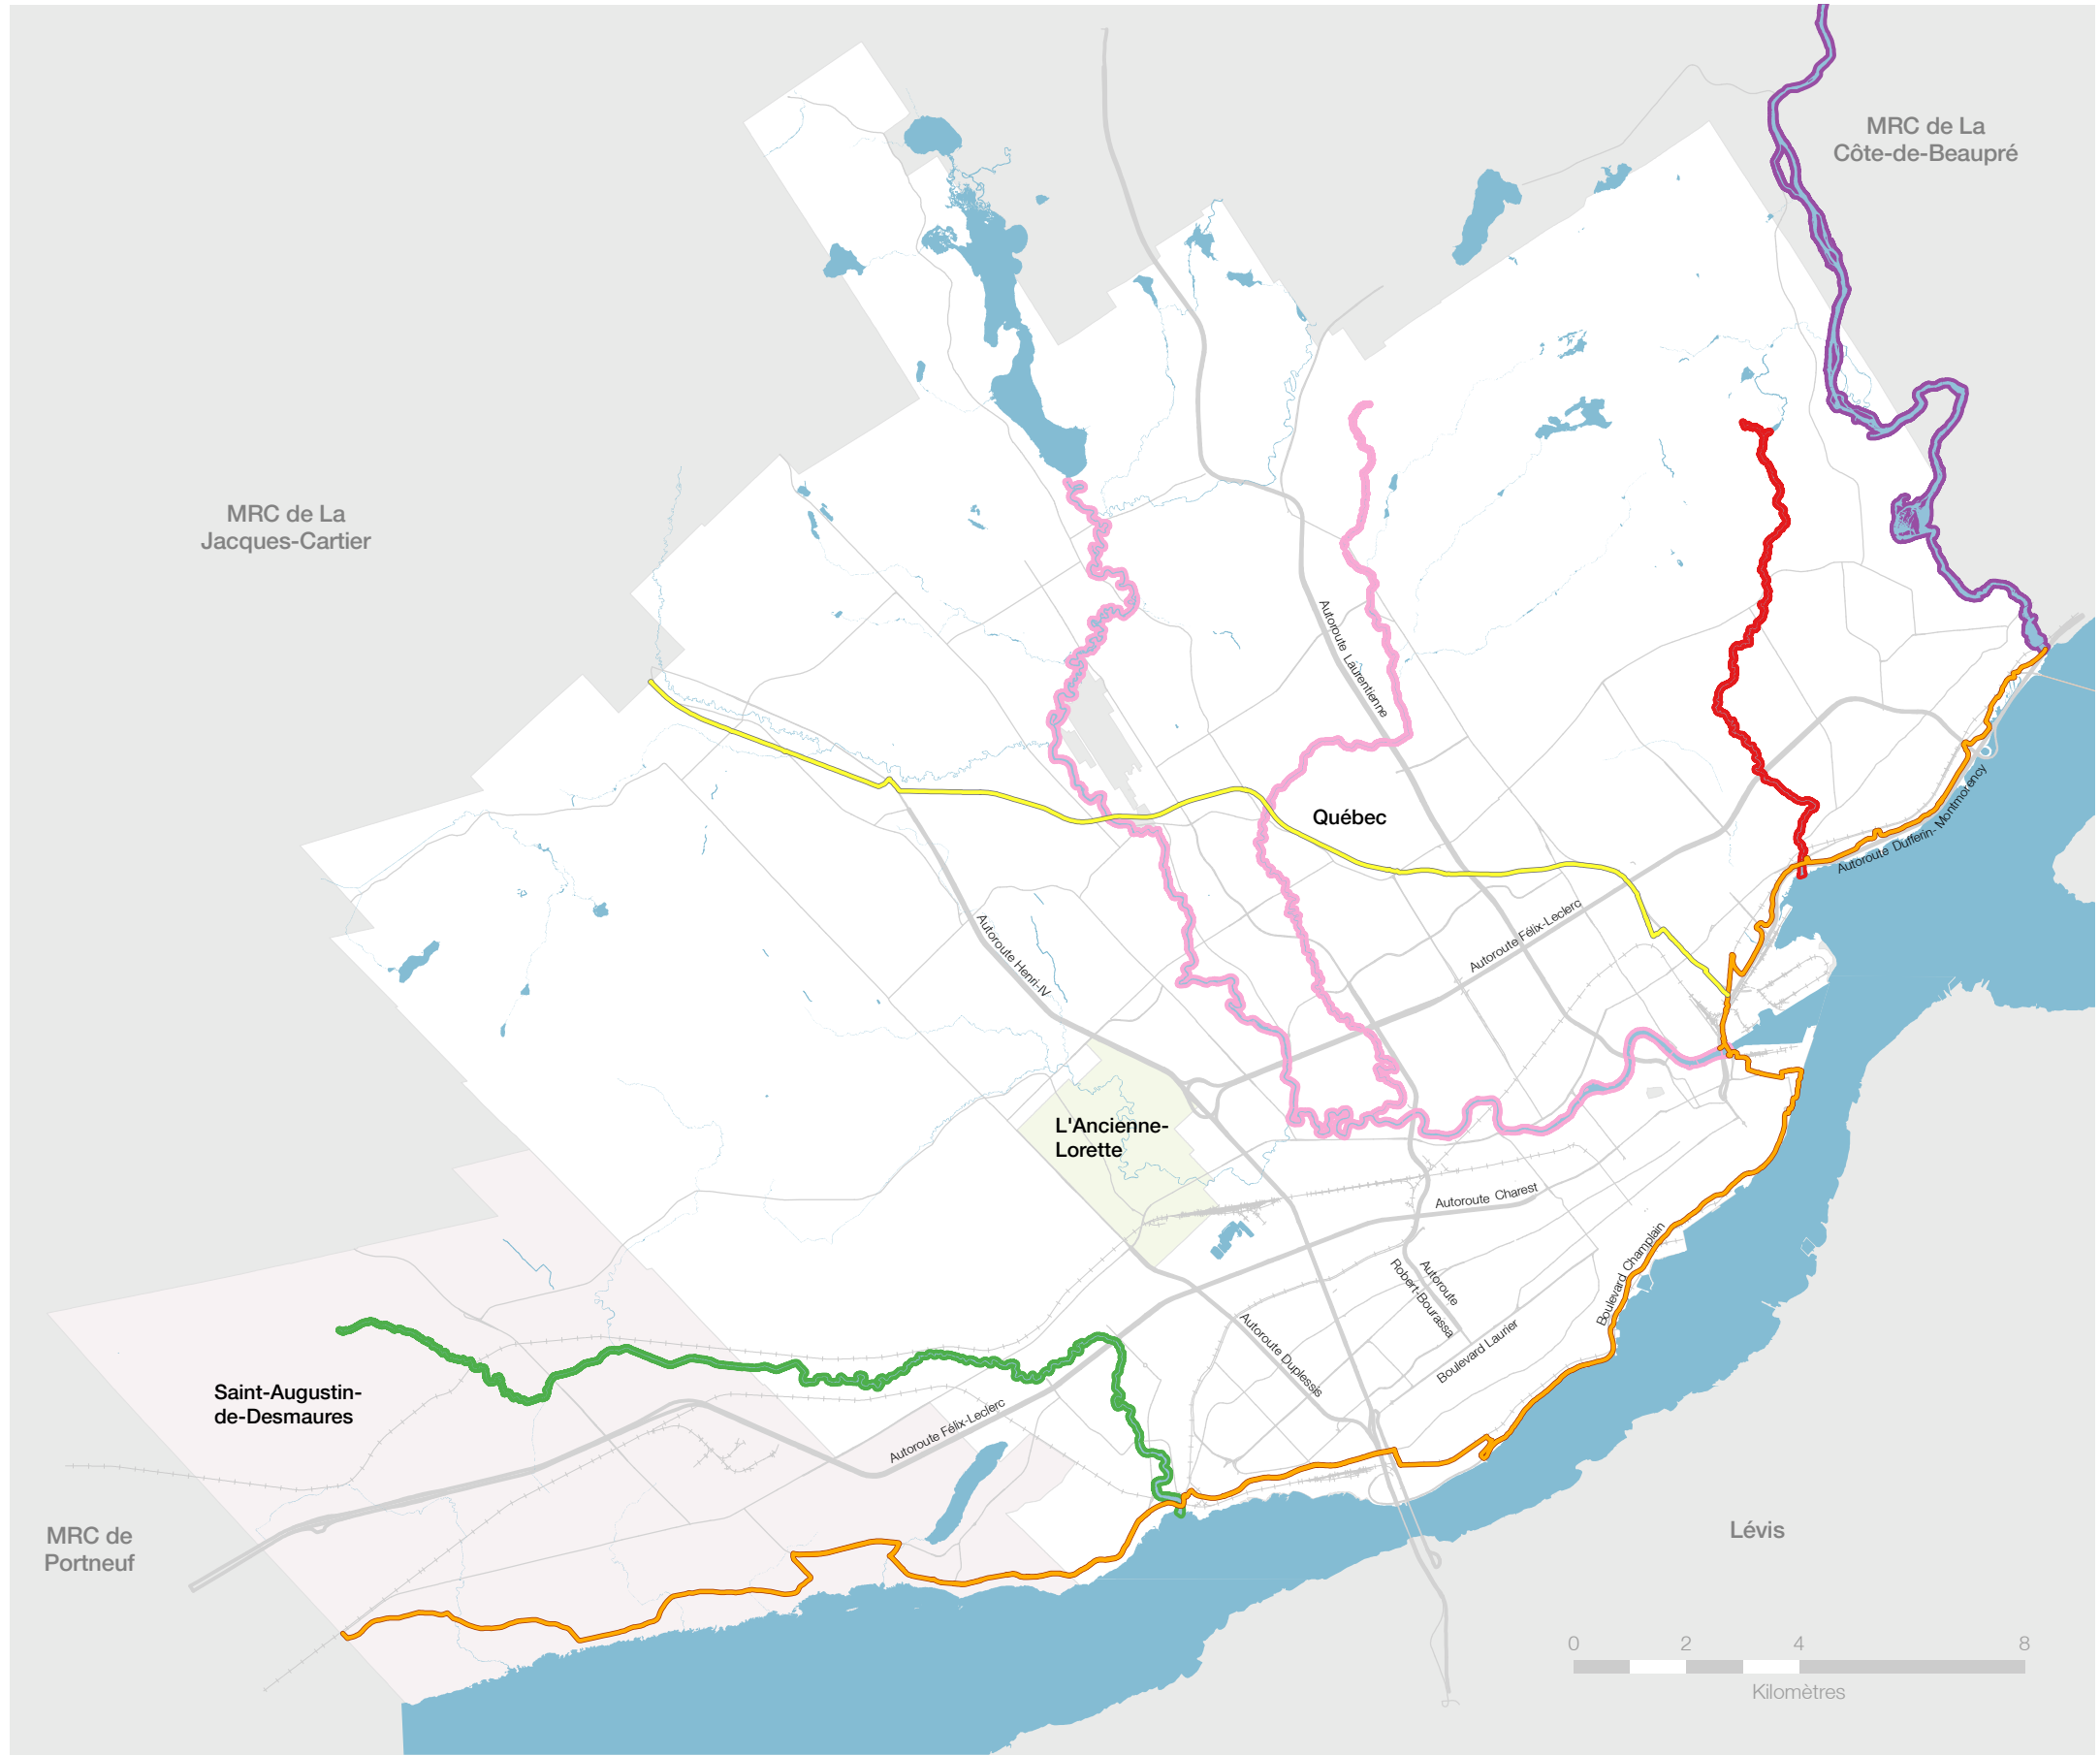 MRC de La
Côte-de-Beaupré
MRC de La
Jacques-Cartier
Autoroute Laurentienne
Québec
Autoroute Dufferin-Montmorency
Autoroute Félix-Leclerc
Autoroute Henri-IV
L'Ancienne-
Lorette
Autoroute Charest
Boulevard Champlain
Autoroute
Robert-Bourassa
Autoroute Duplessis
Boulevard Laurier
Saint-Augustin-
de-Desmaures
Autoroute Félix-Leclerc
MRC de
Portneuf
Lévis
0 2 4 8
Kilomètres